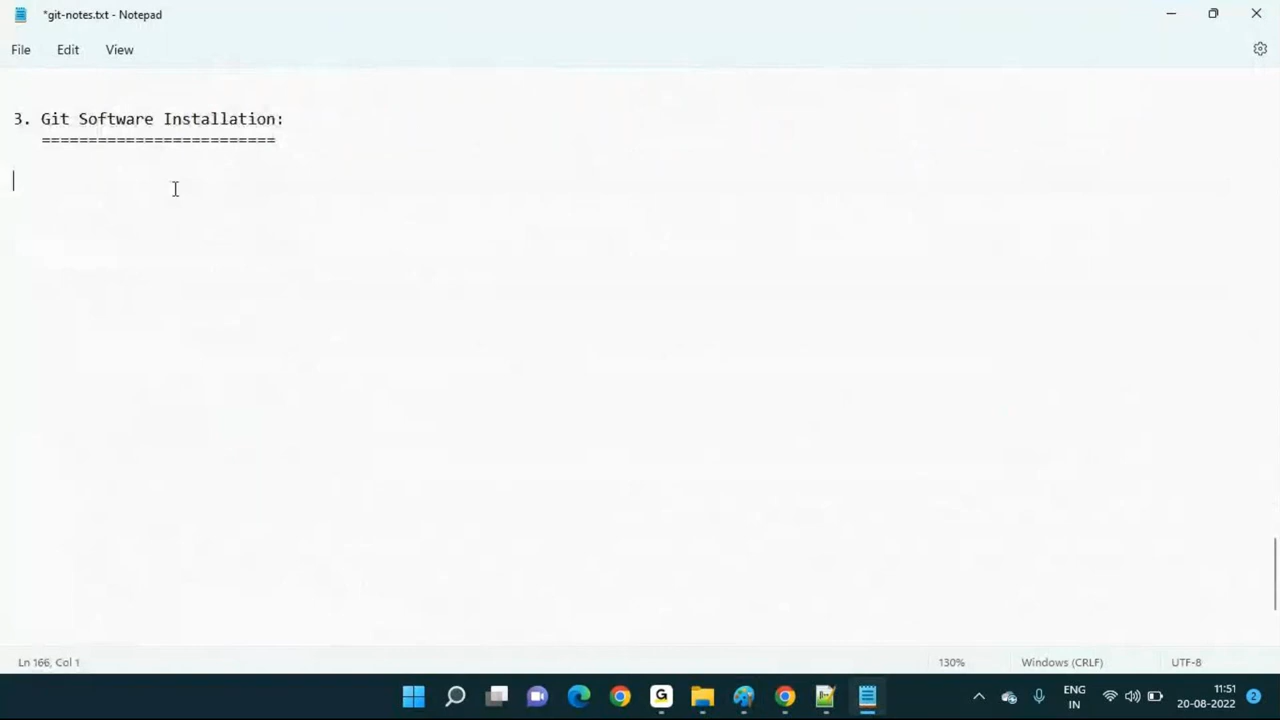 *git-notes.txt - Notepad
File Edit View
3. Git Software Installation:
=========================
Ln 166, Col 1 130% Windows (CRLF) UTF-8
G ENG 11:51
IN 20-08-2022 2